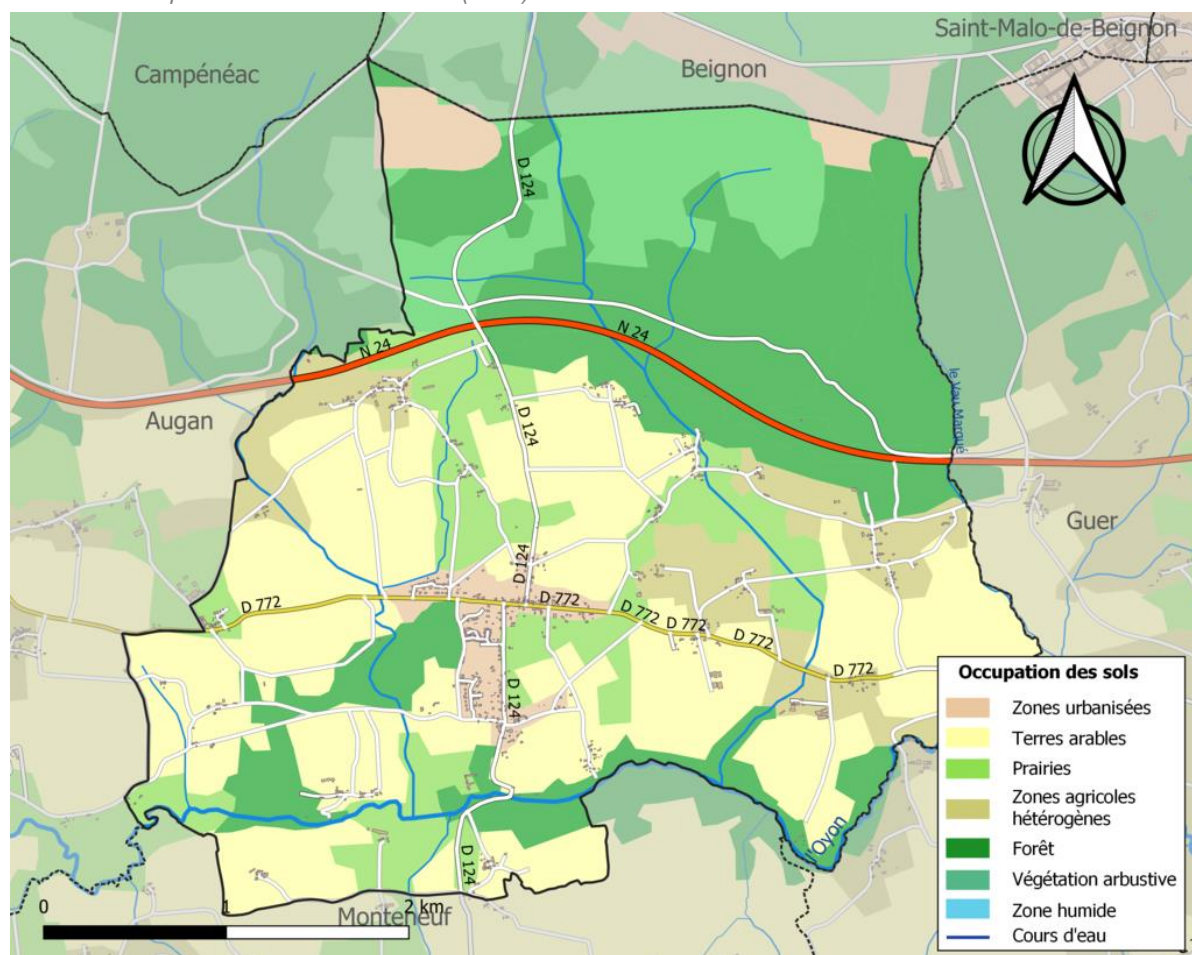 Saint-Malo-de-Beignon
Campénéac
Beignon
D 124
N 24
N 24
le Vau Marqué
Augan
D 124
Guer
D 124
D 772
D 772
D 772
D 772
D 772
D 772
D 124
l'Oyon
D 124
Monteneuf
0
1
2 km
Occupation des sols
Zones urbanisées
Terres arables
Prairies
Zones agricoles
hétérogènes
Forêt
Végétation arbustive
Zone humide
Cours d'eau